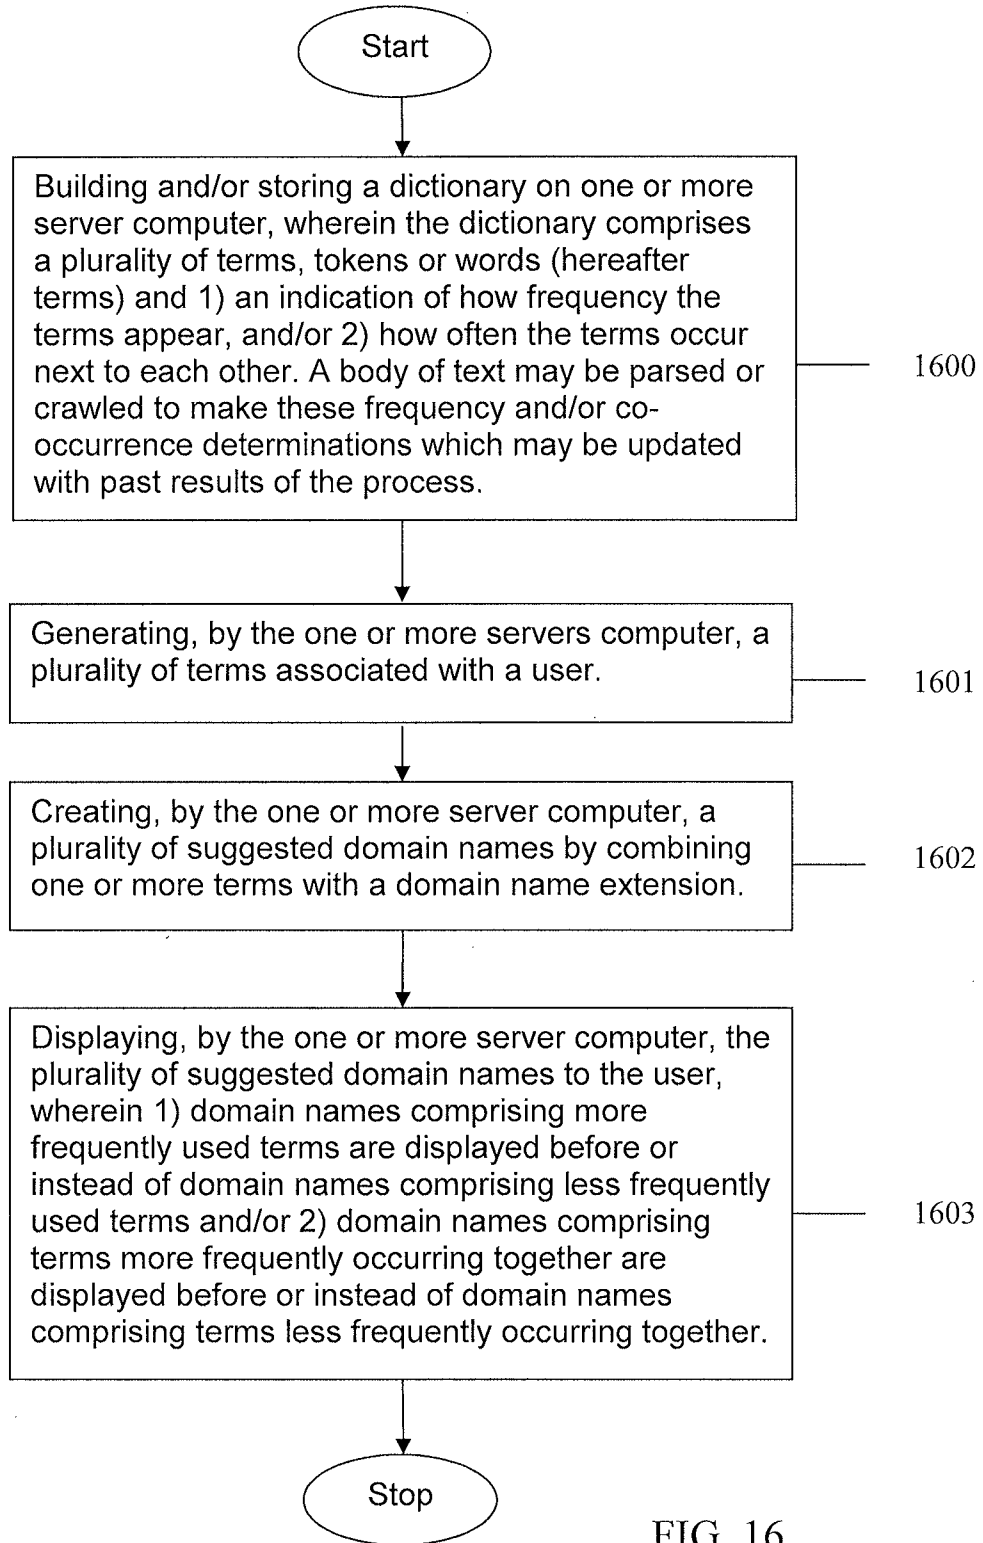 Start
Building and/or storing a dictionary on one or more
server computer, wherein the dictionary comprises
a plurality of terms, tokens or words (hereafter
terms) and 1) an indication of how frequency the
terms appear, and/or 2) how often the terms occur
next to each other. A body of text may be parsed or
crawled to make these frequency and/or co-
occurrence determinations which may be updated
with past results of the process.
1600
Generating, by the one or more servers computer, a
plurality of terms associated with a user.
1601
Creating, by the one or more server computer, a
plurality of suggested domain names by combining
one or more terms with a domain name extension.
1602
Displaying, by the one or more server computer, the
plurality of suggested domain names to the user,
wherein 1) domain names comprising more
frequently used terms are displayed before or
instead of domain names comprising less frequently
used terms and/or 2) domain names comprising
terms more frequently occurring together are
displayed before or instead of domain names
comprising terms less frequently occurring together.
1603
Stop
FIG. 16